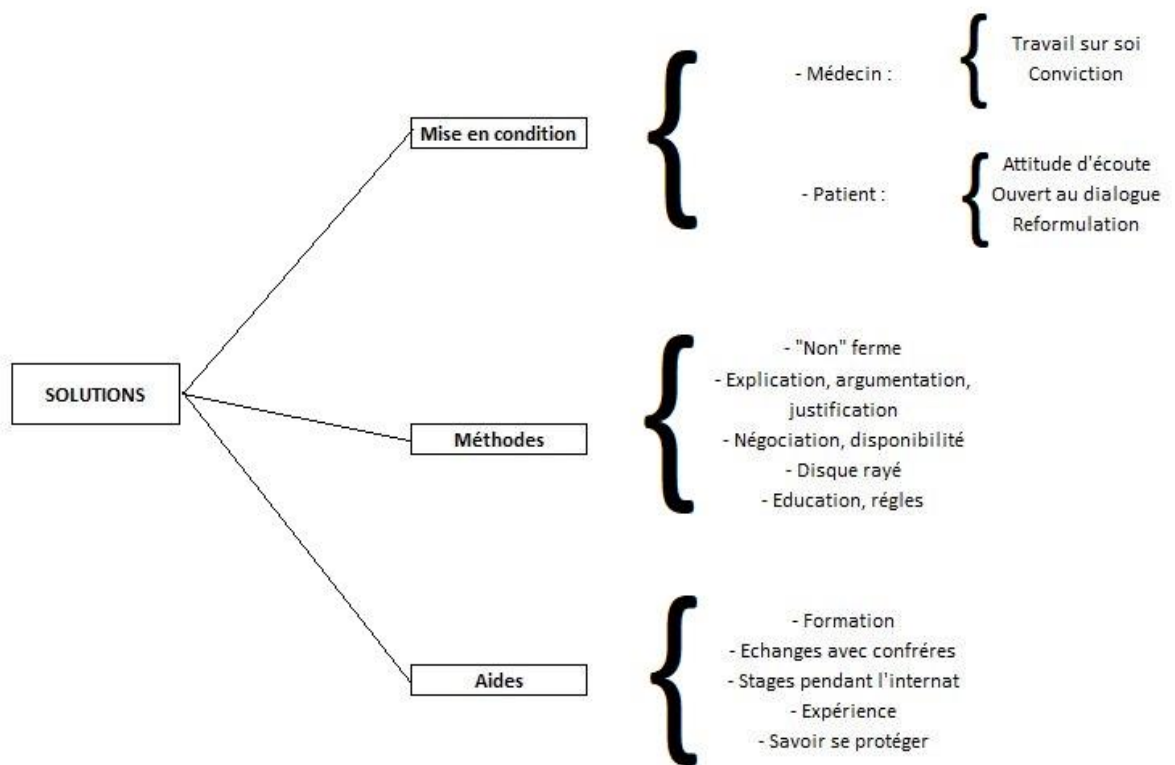 SOLUTIONS
Mise en condition
- Médecin :
Travail sur soi
Conviction
- Patient :
Attitude d'écoute
Ouvert au dialogue
Reformulation
Méthodes
- "Non" ferme
- Explication, argumentation,
justification
- Négociation, disponibilité
- Disque rayé
- Education, régles
Aides
- Formation
- Echanges avec confréres
- Stages pendant l'internat
- Expérience
- Savoir se protéger